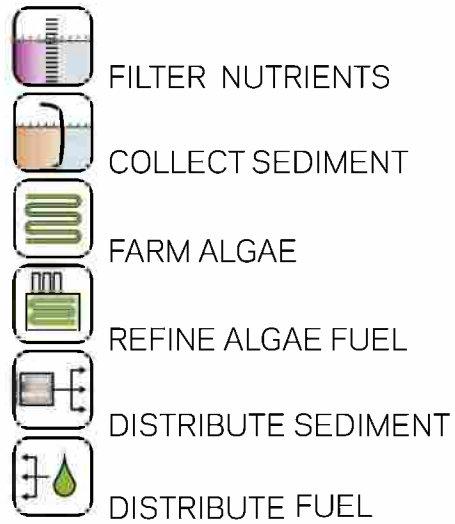 FILTER NUTRIENTS
COLLECT SEDIMENT
FARM ALGAE
REFINE ALGAE FUEL
DISTRIBUTE SEDIMENT
DISTRIBUTE FUEL